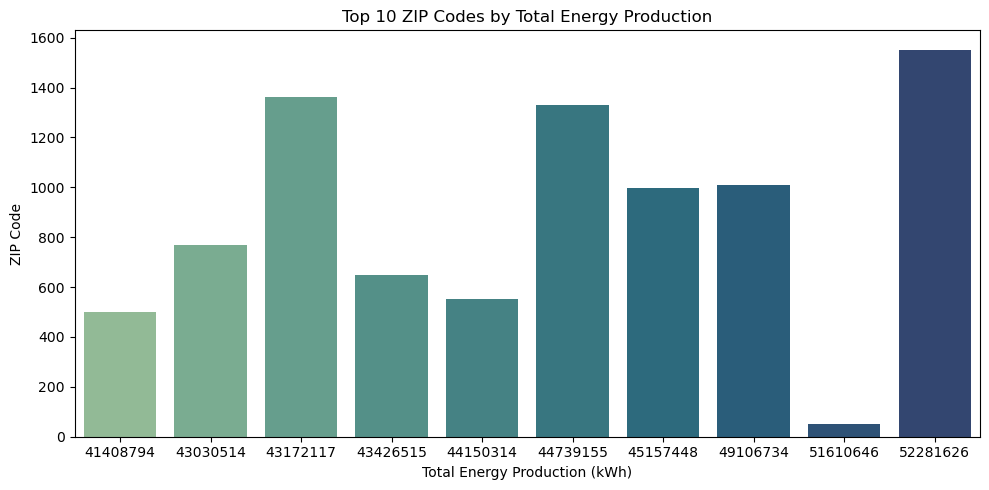 Top 10 ZIP Codes by Total Energy Production
1600
1400
1200
1000
800
600
400
200
0
ZIP Code
41408794 43030514 43172117 43426515 44150314 44739155 45157448 49106734 51610646 52281626
Total Energy Production (kWh)